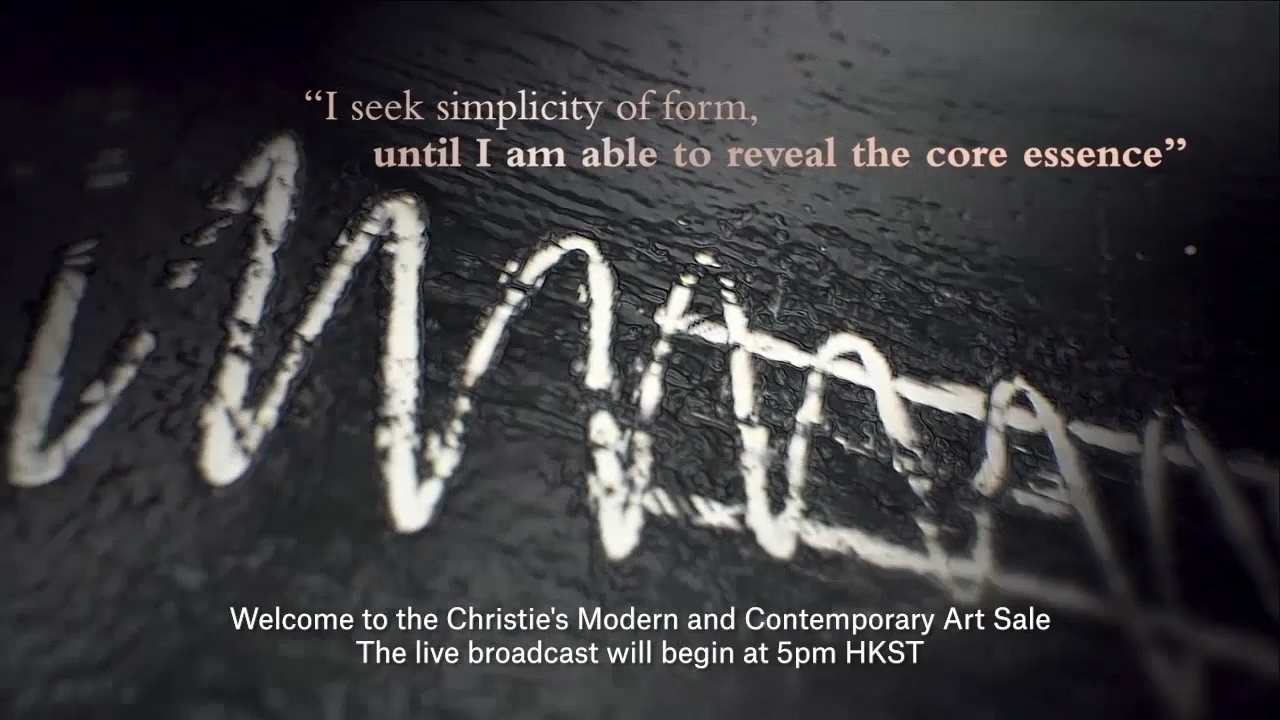 “I seek simplicity of form,
until I am able to reveal the core essence”
Welcome to the Christie's Modern and Contemporary Art Sale
The live broadcast will begin at 5pm HKST